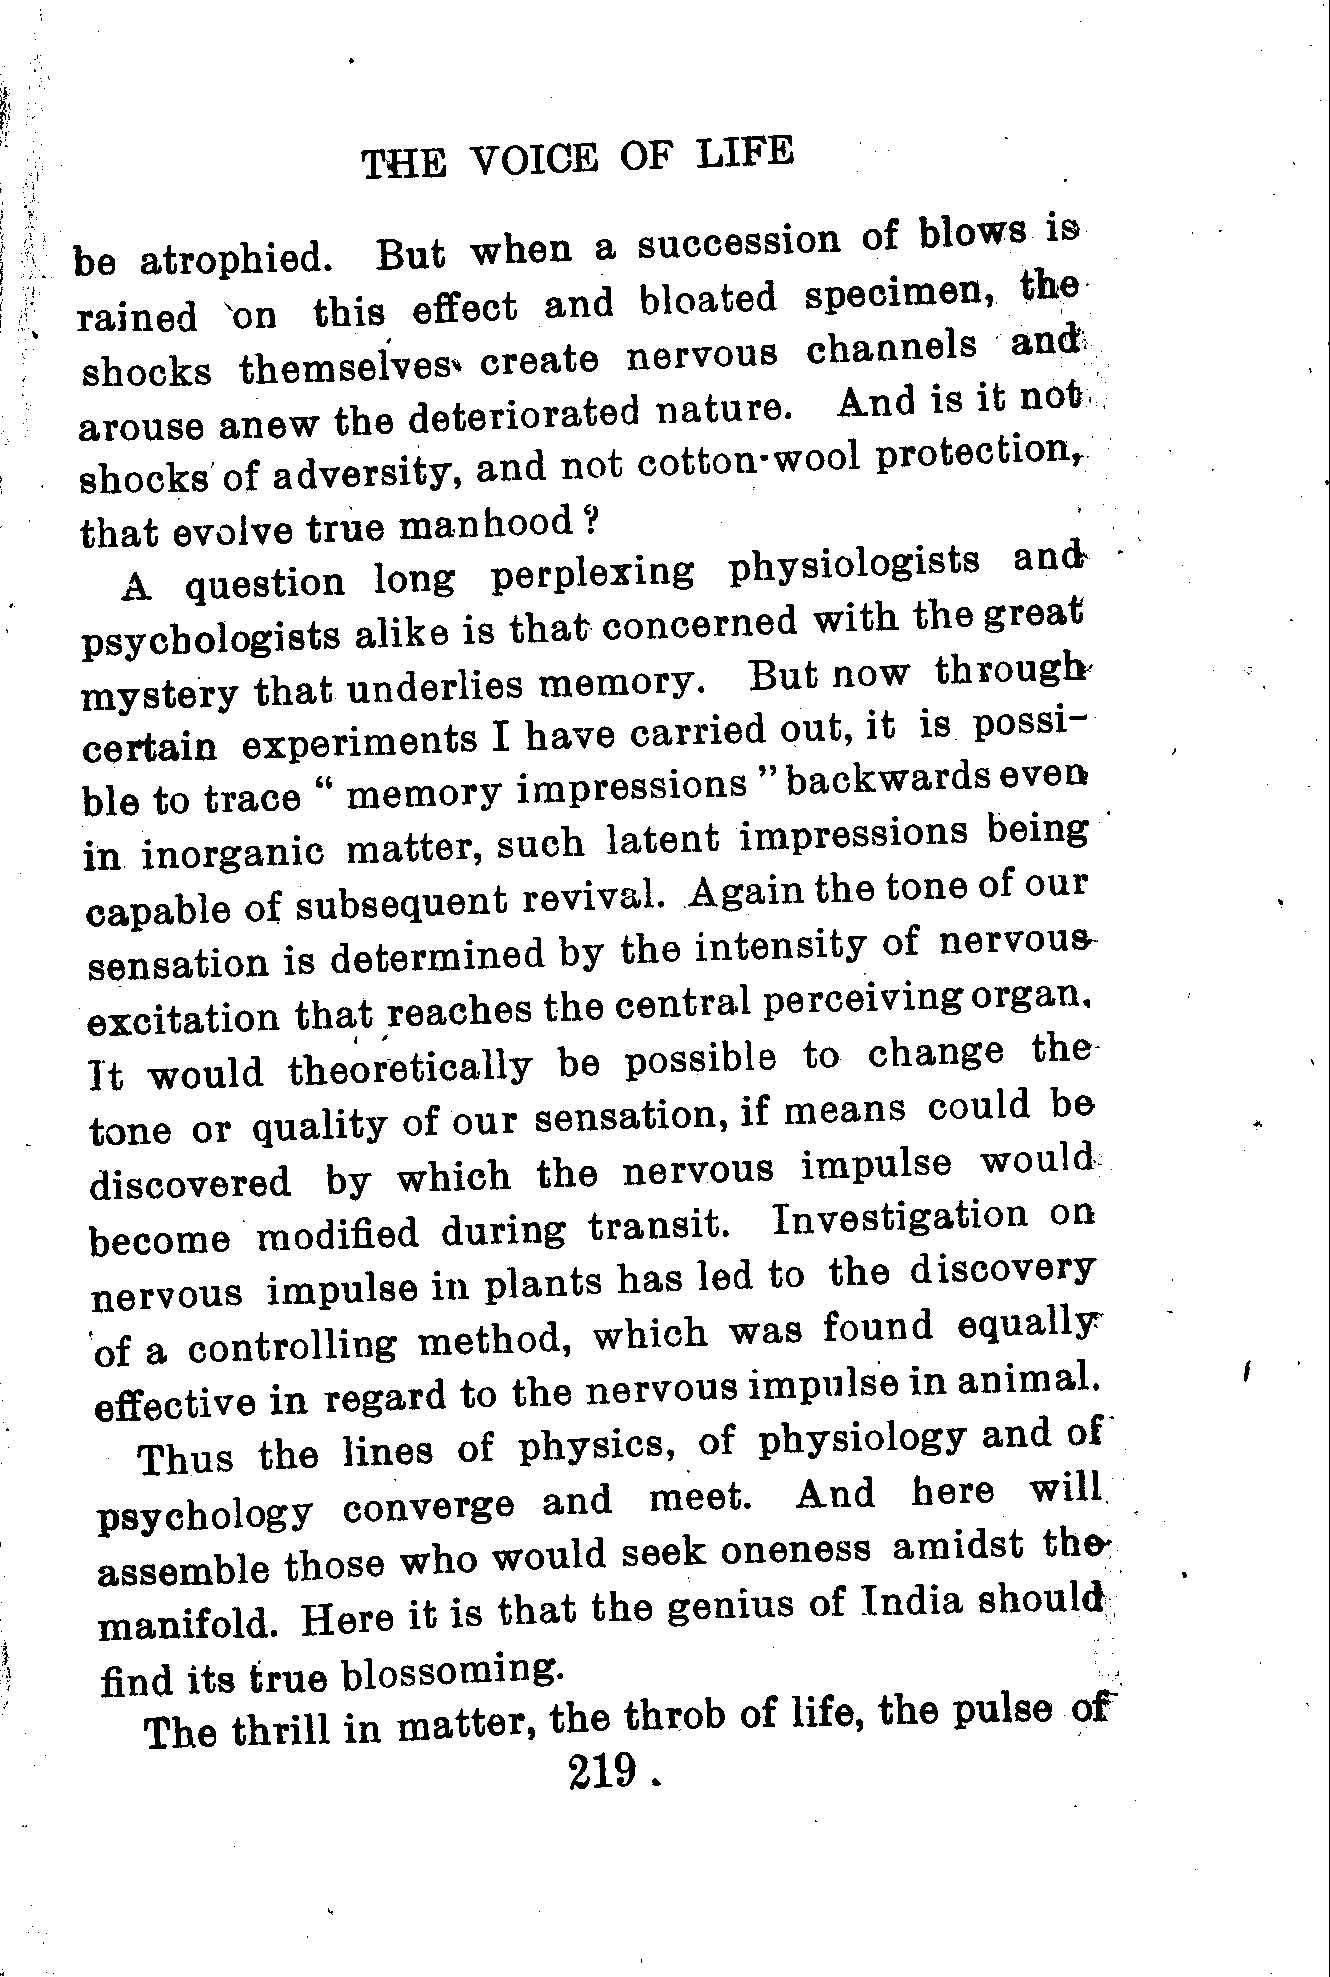 THE VOICE OF LIFE
be atrophied. But when a succession of blows is
rained on this effect and bloated specimen, the
shocks themselves create nervous channels and
arouse anew the deteriorated nature. And is it not
shocks of adversity, and not cotton-wool protection,
that evolve true manhood?
A question long perplexing physiologists and
psychologists alike is that concerned with the great
mystery that underlies memory. But now through
certain experiments I have carried out, it is possi-
ble to trace " memory impressions " backwards even
in inorganic matter, such latent impressions being
capable of subsequent revival. Again the tone of our
sensation is determined by the intensity of nervous
excitation that reaches the central perceiving organ.
It would theoretically be possible to change the
tone or quality of our sensation, if means could be
discovered by which the nervous impulse would
become modified during transit. Investigation on
nervous impulse in plants has led to the discovery
of a controlling method, which was found equally
effective in regard to the nervous impulse in animal.
Thus the lines of physics, of physiology and of
psychology converge and meet. And here will
assemble those who would seek oneness amidst the
manifold. Here it is that the genius of India should
find its true blossoming.
The thrill in matter, the throb of life, the pulse of
219